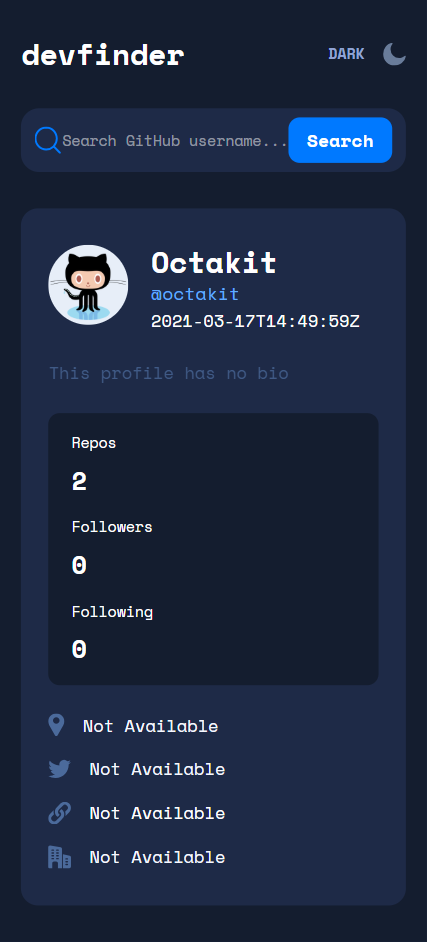 devfinder
DARK
Search GitHub username...
Search
Octakit
@octakit
2021-03-17T14:49:59Z
This profile has no bio
Repos
2
Followers
0
Following
0
Not Available
Not Available
Not Available
Not Available